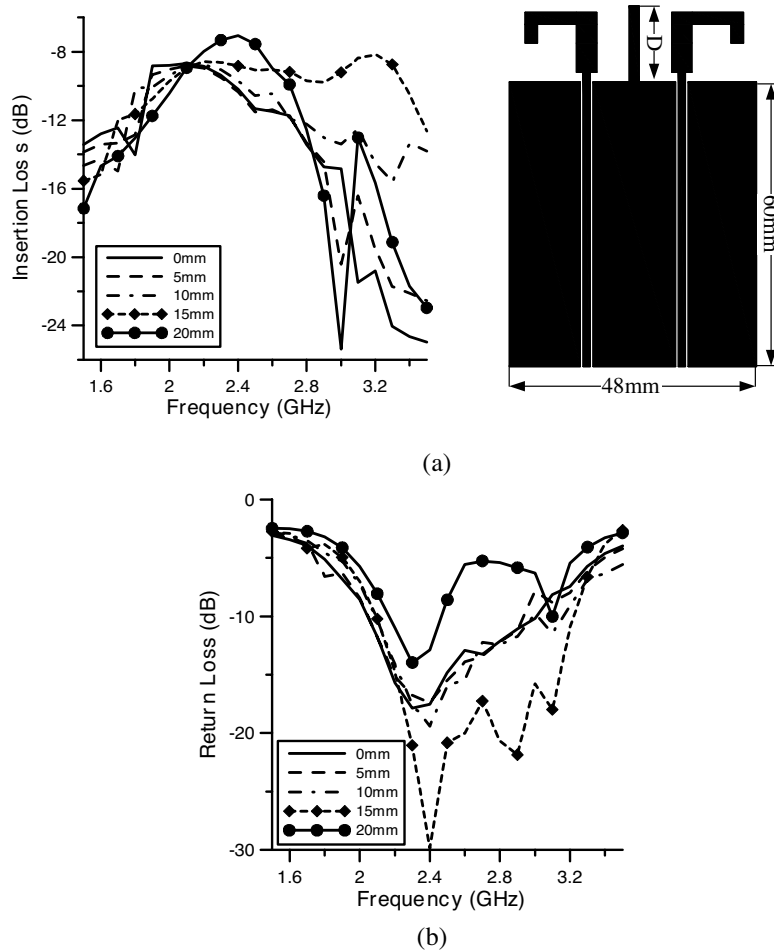 -8
-12
-16
-20
-24
Insertion Los s (dB)
0mm
5mm
10mm
15mm
20mm
1.6
2
2.4
2.8
3.2
Frequency (GHz)
D
60mm
48mm
(a)
0
-10
-20
-30
Return Loss (dB)
0mm
5mm
10mm
15mm
20mm
1.6
2
2.4
2.8
3.2
Frequency (GHz)
(b)